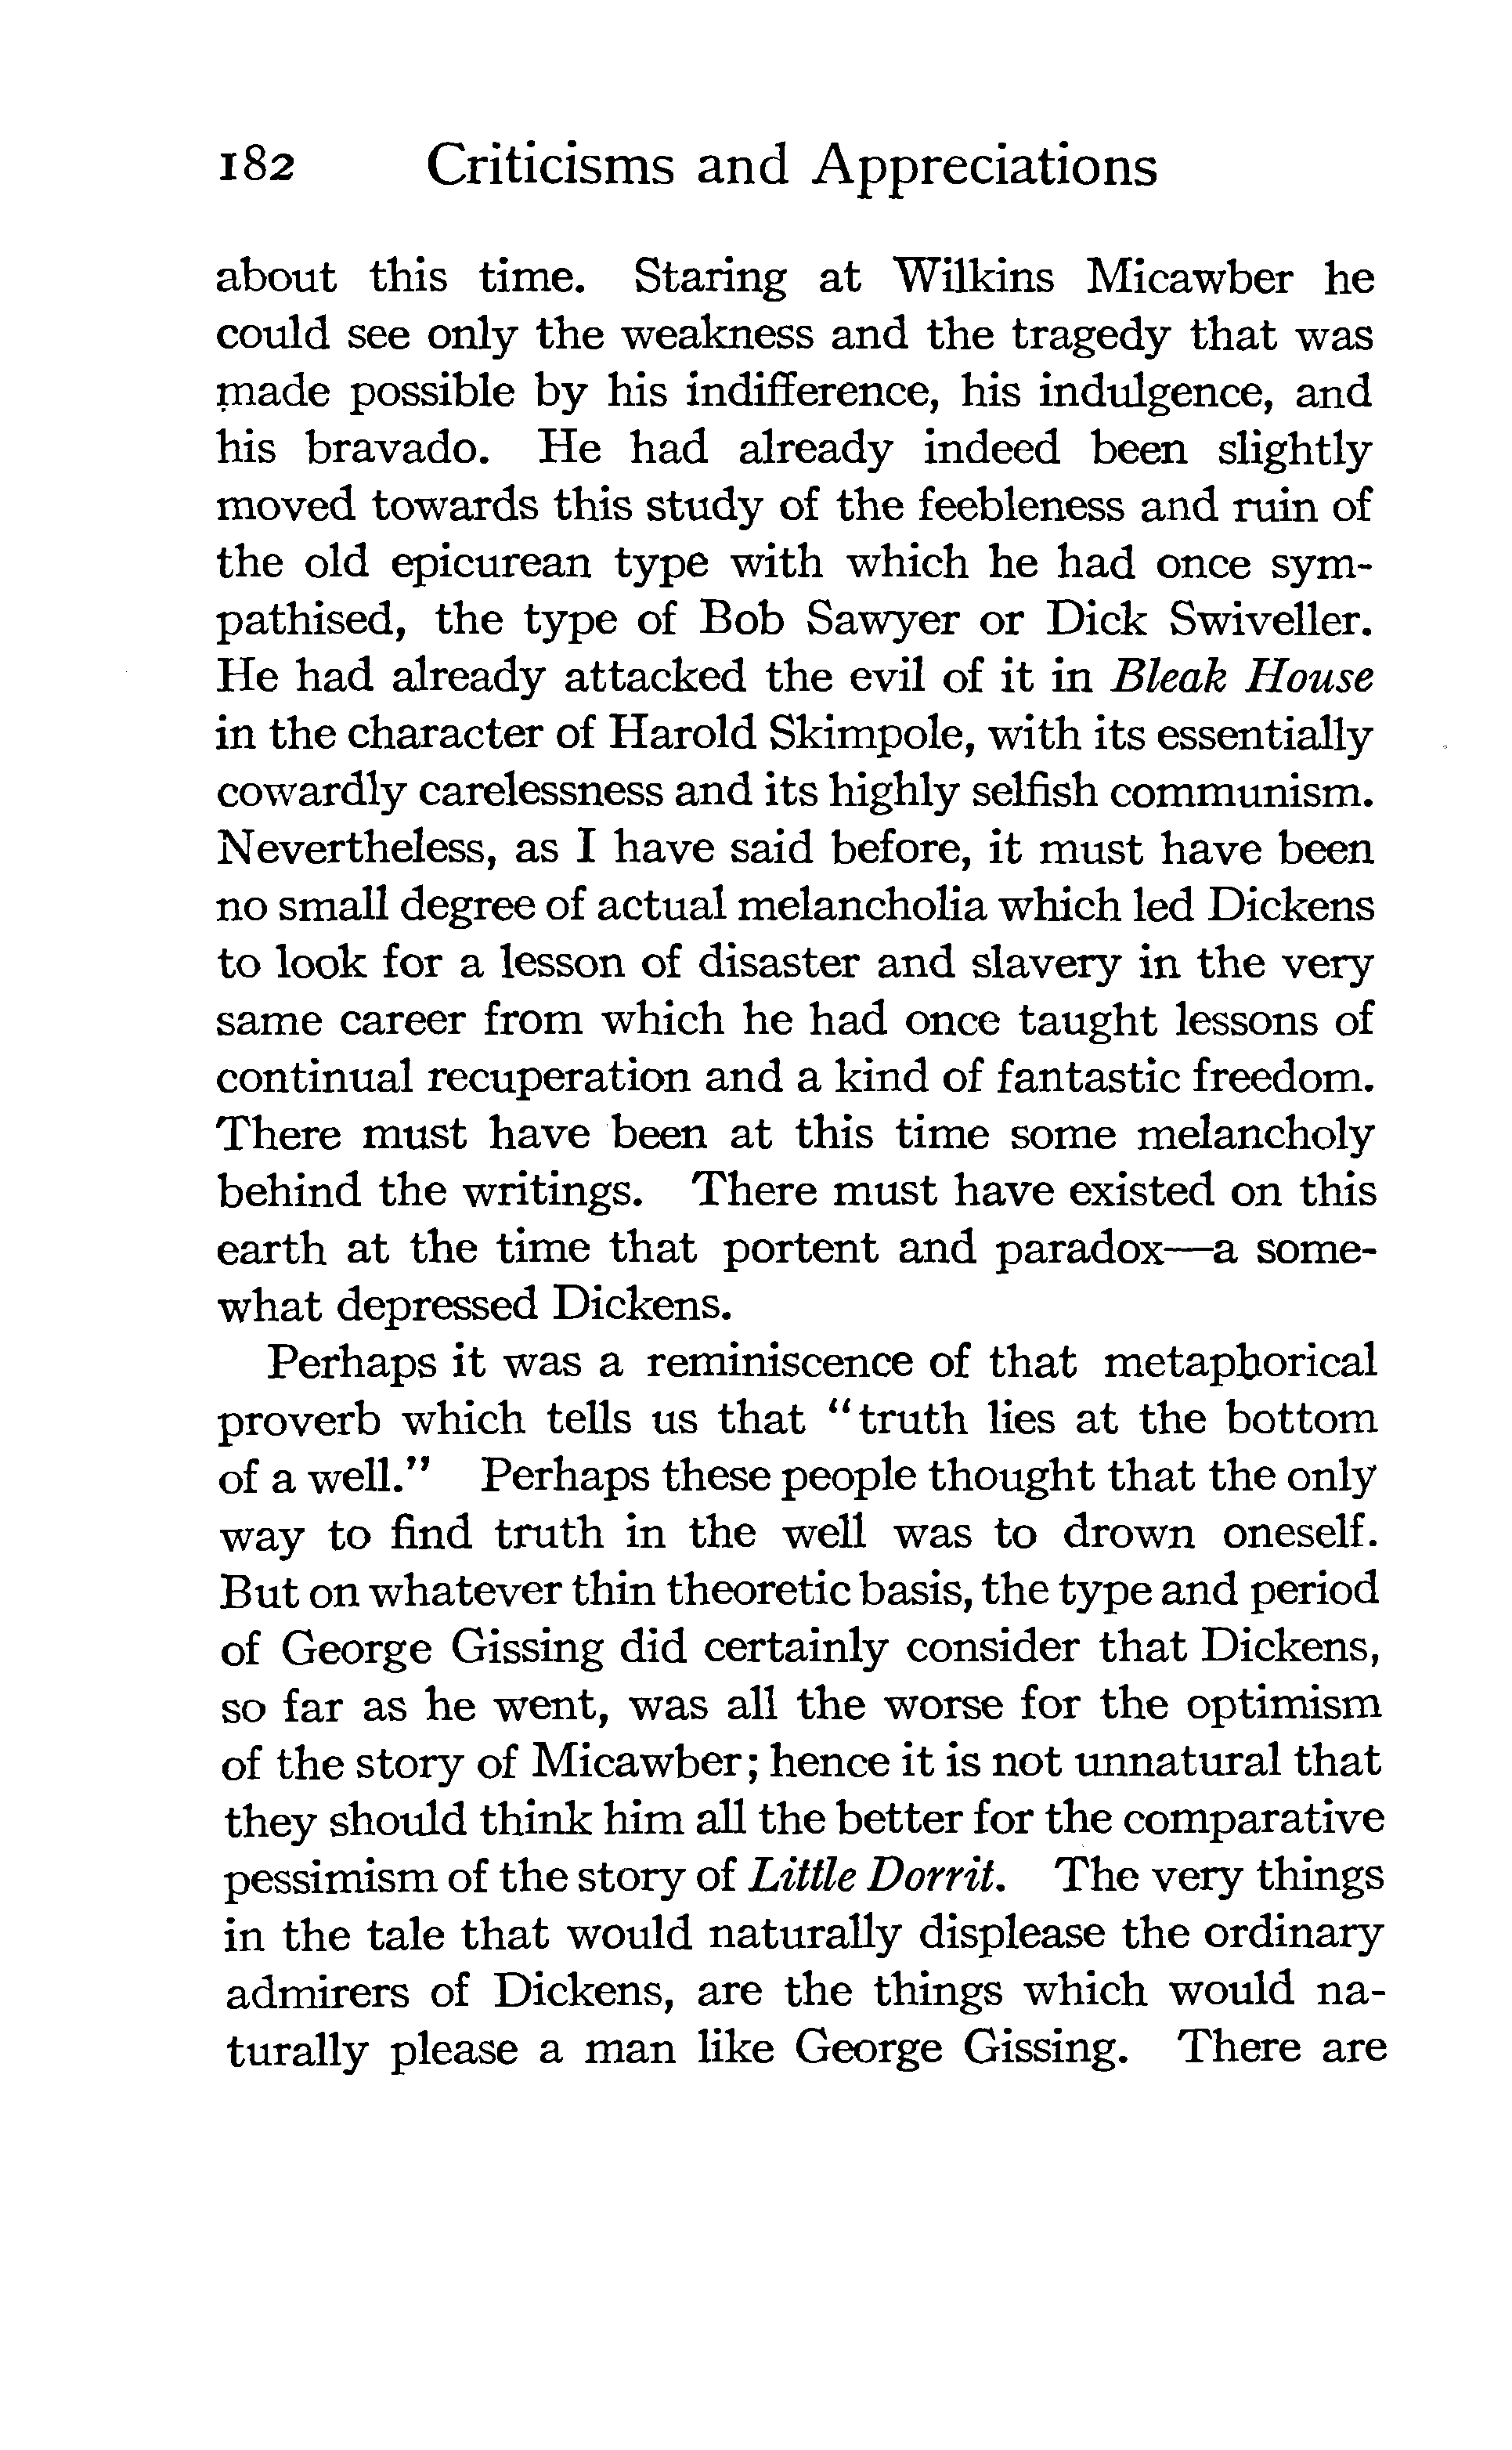 182 Criticisms and Appreciations
about this time. Staring at Wilkins Micawber he
could see only the weakness and the tragedy that was
made possible by his indifference, his indulgence, and
his bravado. He had already indeed been slightly
moved towards this study of the feebleness and ruin of
the old epicurean type with which he had once sym-
pathised, the type of Bob Sawyer or Dick Swiveller.
He had already attacked the evil of it in Bleak House
in the character of Harold Skimpole, with its essentially
cowardly carelessness and its highly selfish communism.
Nevertheless, as I have said before, it must have been
no small degree of actual melancholia which led Dickens
to look for a lesson of disaster and slavery in the very
same career from which he had once taught lessons of
continual recuperation and a kind of fantastic freedom.
There must have been at this time some melancholy
behind the writings. There must have existed on this
earth at the time that portent and paradox—a some-
what depressed Dickens.
Perhaps it was a reminiscence of that metaphorical
proverb which tells us that "truth lies at the bottom
of a well." Perhaps these people thought that the only
way to find truth in the well was to drown oneself.
But on whatever thin theoretic basis, the type and period
of George Gissing did certainly consider that Dickens,
so far as he went, was all the worse for the optimism
of the story of Micawber; hence it is not unnatural that
they should think him all the better for the comparative
pessimism of the story of Little Dorrit. The very things
in the tale that would naturally displease the ordinary
admirers of Dickens, are the things which would na-
turally please a man like George Gissing. There are